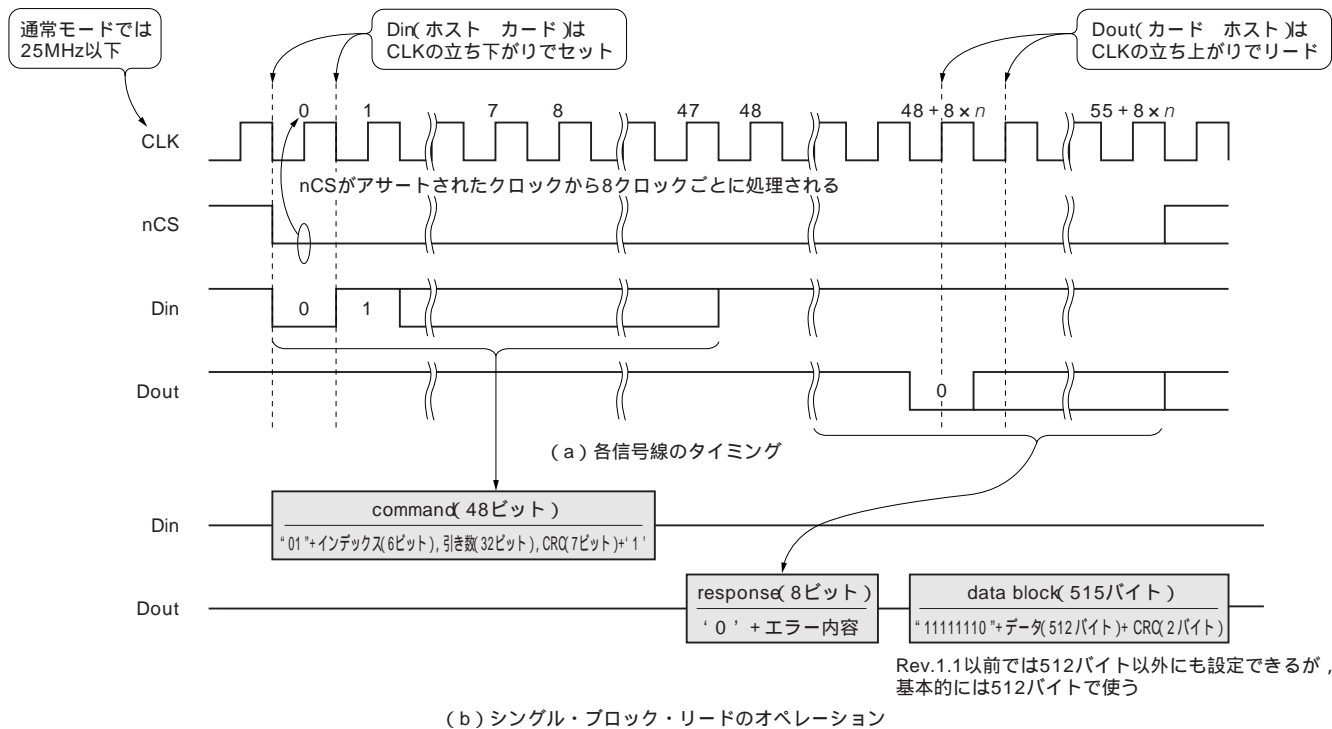 通常モードでは
25MHz以下
Din(ホスト　カード)は
CLKの立ち下がりでセット
Dout(カード　ホスト)は
CLKの立ち上がりでリード
0 1 7 8 47 48 48+8×n 55+8×n
CLK
nCSがアサートされたクロックから8クロックごとに処理される
nCS
Din 0 1
Dout 0
(a)各信号線のタイミング
command(48ビット)
Din
“01”+インデックス(6ビット),引き数(32ビット),CRC(7ビット)+‘1’
response(8ビット) data block(515バイト)
Dout
‘0’+エラー内容 “11111110”+データ(512バイト)+CRC(2バイト)
Rev.1.1以前では512バイト以外にも設定できるが,
基本的には512バイトで使う
(b)シングル・ブロック・リードのオペレーション